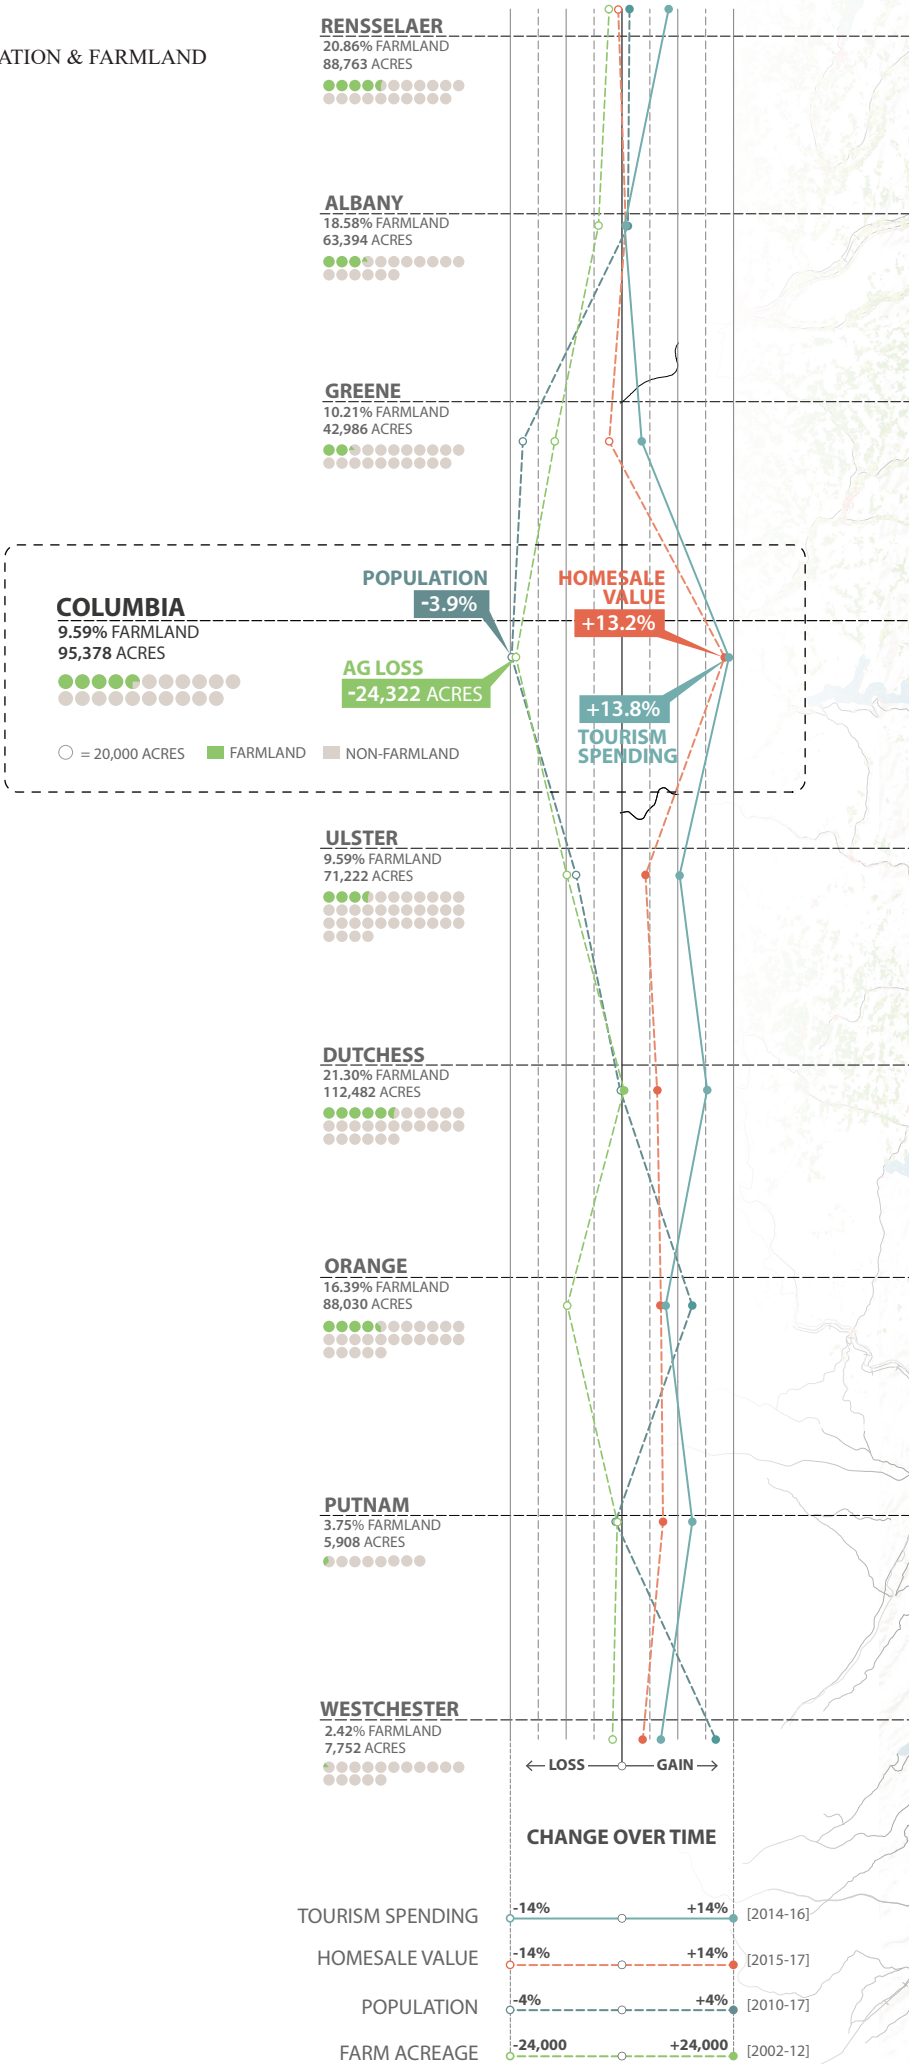 RENSSELAER
20.86% FARMLAND
ATION & FARMLAND
88,763 ACRES
ALBANY
18.58% FARMLAND
63,394 ACRES
GREENE
10.21% FARMLAND
42,986 ACRES
COLUMBIA
9.59% FARMLAND
95,378 ACRES
= 20,000 ACRES FARMLAND NON-FARMLAND
POPULATION
-3.9%
AG LOSS
-24,322 ACRES
HOMESALE
VALUE
+13.2%
+13.8%
TOURISM
SPENDING
ULSTER
9.59% FARMLAND
71,222 ACRES
DUTCHESS
21.30% FARMLAND
112,482 ACRES
ORANGE
16.39% FARMLAND
88,030 ACRES
PUTNAM
3.75% FARMLAND
5,908 ACRES
WESTCHESTER
2.42% FARMLAND
7,752 ACRES
LOSS GAIN
CHANGE OVER TIME
TOURISM SPENDING -14% +14% [2014-16]
HOMESALE VALUE -14% +14% [2015-17]
POPULATION -4% +4% [2010-17]
FARM ACREAGE -24,000 +24,000 [2002-12]